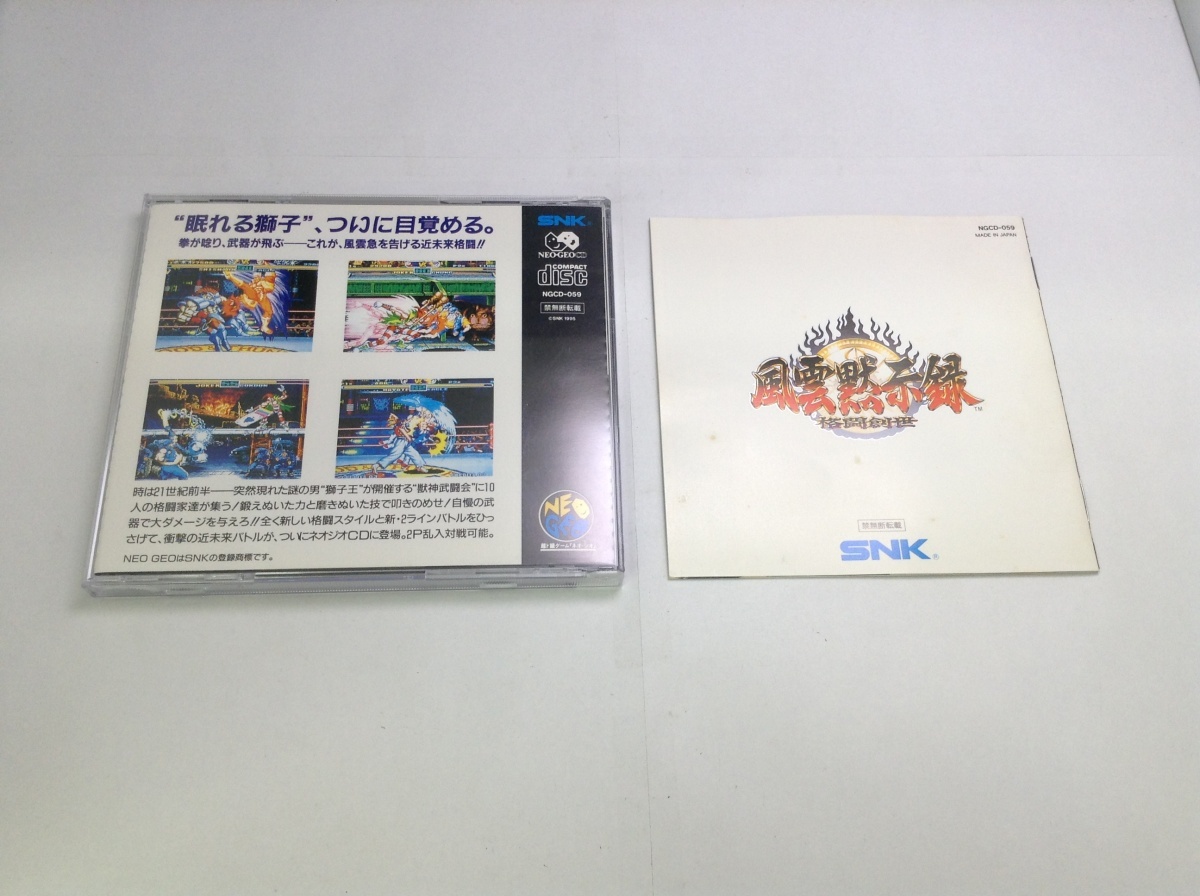 “眠れる獅子”、ついに目覚める。
拳が唸り、武器が飛ぶ——これが、風雲急を告げる近未来格闘!!
時は21世紀前半——突然現れた謎の男“獅子王”が開催する“獣神武闘会”に10
人の格闘家達が集う!鍛えぬいた力と磨きぬいた技で叩きのめせ!自慢の武
器で大ダメージを与えろ!!全く新しい格闘スタイルと新・2ラインバトルをひっ
さげて、衝撃の近未来バトルが、ついにネオジオCDに登場。2P乱入対戦可能。
NEO GEOはSNKの登録商標です。
SNK®
NEO•GEO CD
COMPACT
disc
NGCD-059
禁無断転載
©SNK 1995
NEO
GEO
NGCD-059
MADE IN JAPAN
風雲黙示録™
格闘創世
禁無断転載
SNK®